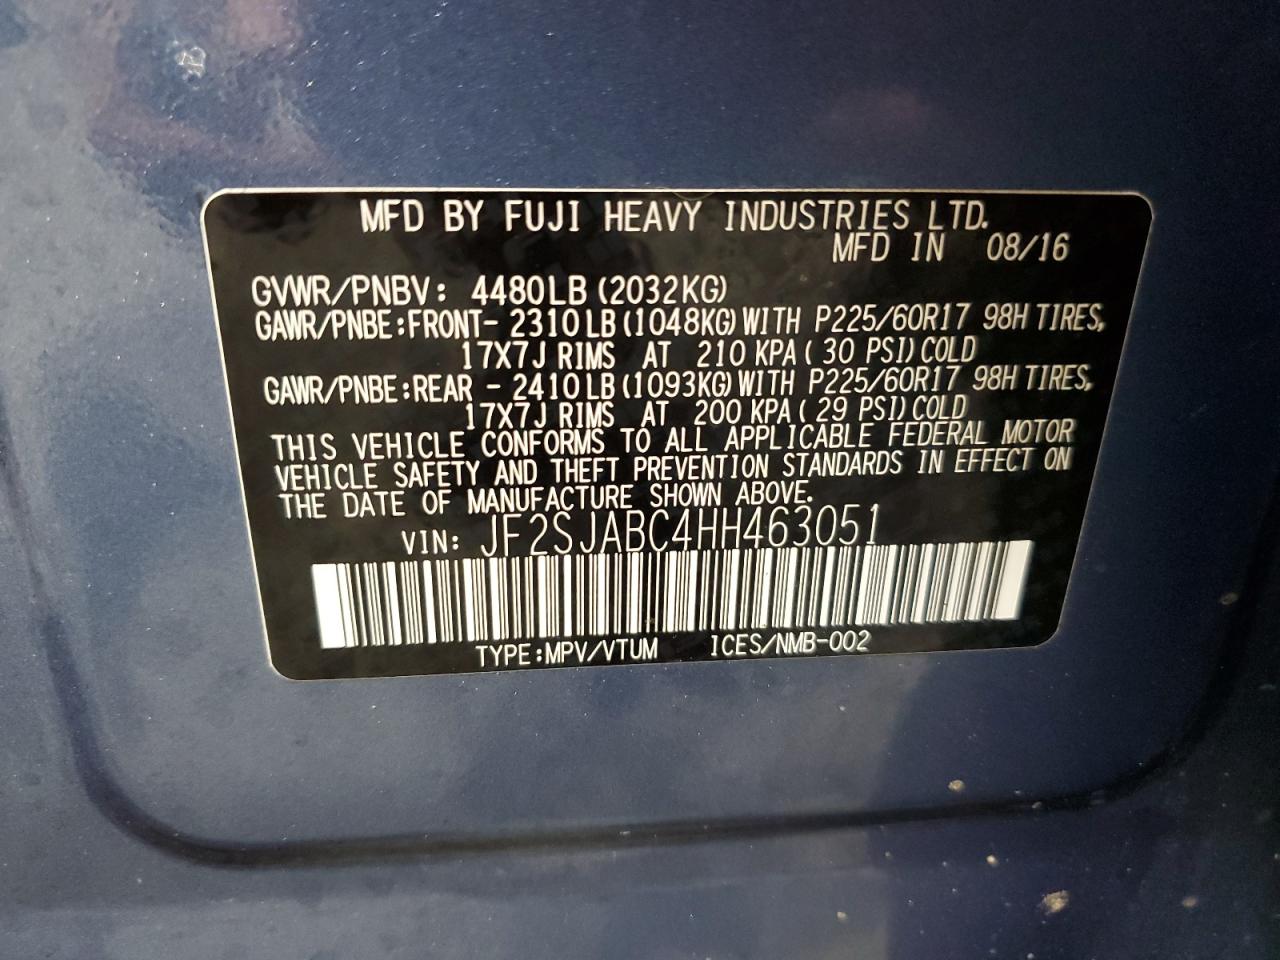 MFD BY FUJI HEAVY INDUSTRIES LTD.
MFD IN 08/16
GVWR/PNBV: 4480LB (2032KG)
GAWR/PNBE:FRONT- 2310LB (1048KG) WITH P225/60R17 98H TIRES,
17X7J RIMS AT 210 KPA ( 30 PSI) COLD
GAWR/PNBE:REAR - 2410LB (1093KG) WITH P225/60R17 98H TIRES,
17X7J RIMS AT 200 KPA ( 29 PSI) COLD
THIS VEHICLE CONFORMS TO ALL APPLICABLE FEDERAL MOTOR
VEHICLE SAFETY AND THEFT PREVENTION STANDARDS IN EFFECT ON
THE DATE OF MANUFACTURE SHOWN ABOVE.
VIN: JF2SJABC4HH463051
TYPE:MPV/VTUM ICES/NMB-002